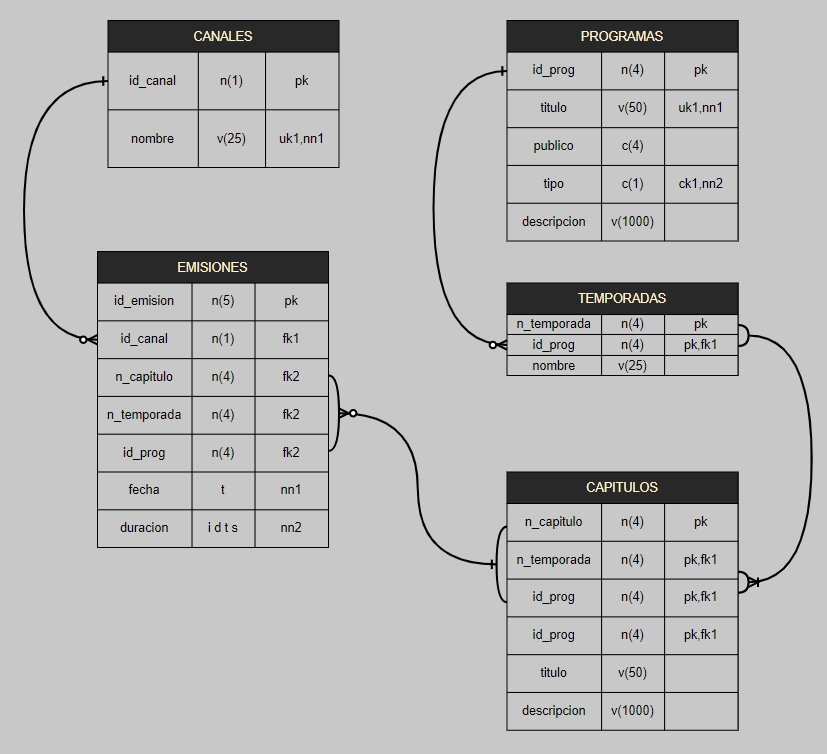 CANALES
id_canal n(1) pk
nombre v(25) uk1,nn1
PROGRAMAS
id_prog n(4) pk
titulo v(50) uk1,nn1
publico c(4)
tipo c(1) ck1,nn2
descripcion v(1000)
EMISIONES
id_emision n(5) pk
id_canal n(1) fk1
n_capitulo n(4) fk2
n_temporada n(4) fk2
id_prog n(4) fk2
fecha t nn1
duracion i d t s nn2
TEMPORADAS
n_temporada n(4) pk
id_prog n(4) pk,fk1
nombre v(25)
CAPITULOS
n_capitulo n(4) pk
n_temporada n(4) pk,fk1
id_prog n(4) pk,fk1
id_prog n(4) pk,fk1
titulo v(50)
descripcion v(1000)